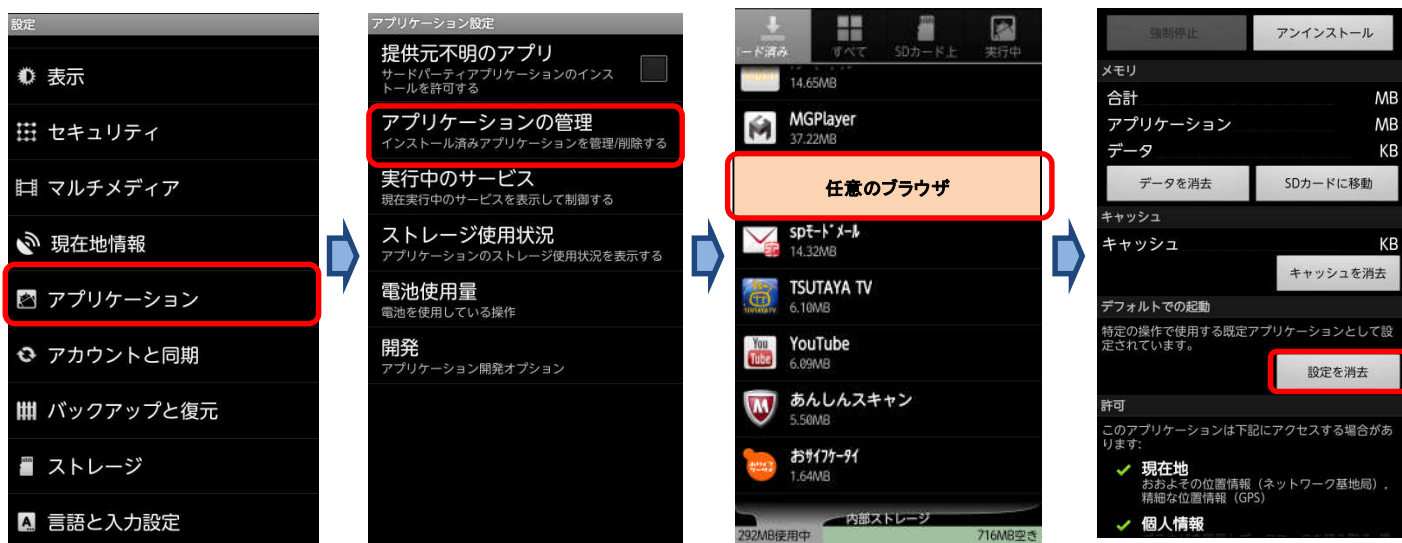 設定
表示
セキュリティ
マルチメディア
現在地情報
アプリケーション
アカウントと同期
バックアップと復元
ストレージ
言語と入力設定
アプリケーション設定
提供元不明のアプリ
サードパーティアプリケーションのインス
トールを許可する
アプリケーションの管理
インストール済みアプリケーションを管理/削除する
実行中のサービス
現在実行中のサービスを表示して制御する
ストレージ使用状況
アプリケーションのストレージ使用状況を表示する
電池使用量
電池を使用している操作
開発
アプリケーション開発オプション
ード済み すべて SDカード上 実行中
14.65MB
MGPlayer
37.22MB
任意のブラウザ
spモードメール
14.32MB
TSUTAYA TV
6.10MB
YouTube
6.09MB
あんしんスキャン
5.50MB
おサイフケータイ
1.64MB
内部ストレージ
292MB使用中 716MB空き
強制停止 アンインストール
メモリ
合計 MB
アプリケーション MB
データ KB
データを消去 SDカードに移動
キャッシュ
キャッシュ KB
キャッシュを消去
デフォルトでの起動
特定の操作で使用する既定アプリケーションとして設
定されています。
設定を消去
許可
このアプリケーションは下記にアクセスする場合があ
ります:
現在地
おおよその位置情報（ネットワーク基地局）,
精細な位置情報（GPS）
個人情報